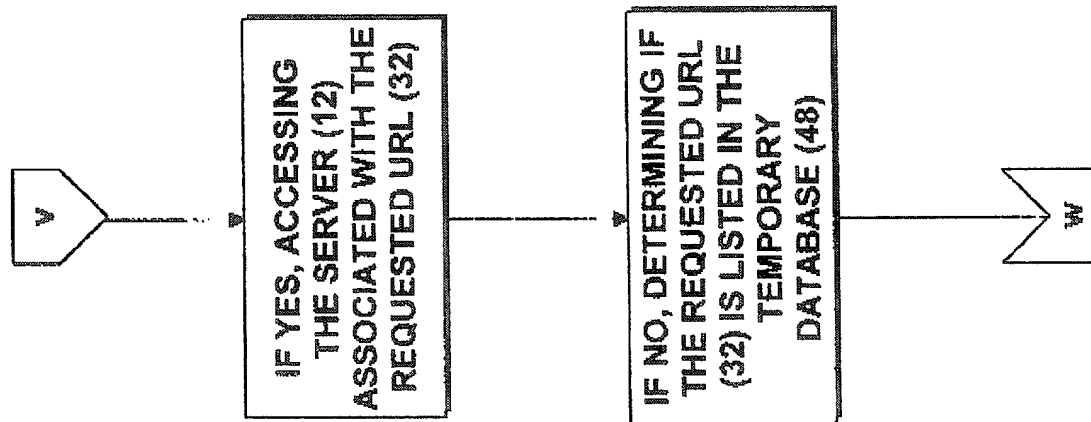 V
IF YES, ACCESSING
THE SERVER (12)
ASSOCIATED WITH THE
REQUESTED URL (32)
IF NO, DETERMINING IF
THE REQUESTED URL
(32) IS LISTED IN THE
TEMPORARY
DATABASE (48)
W